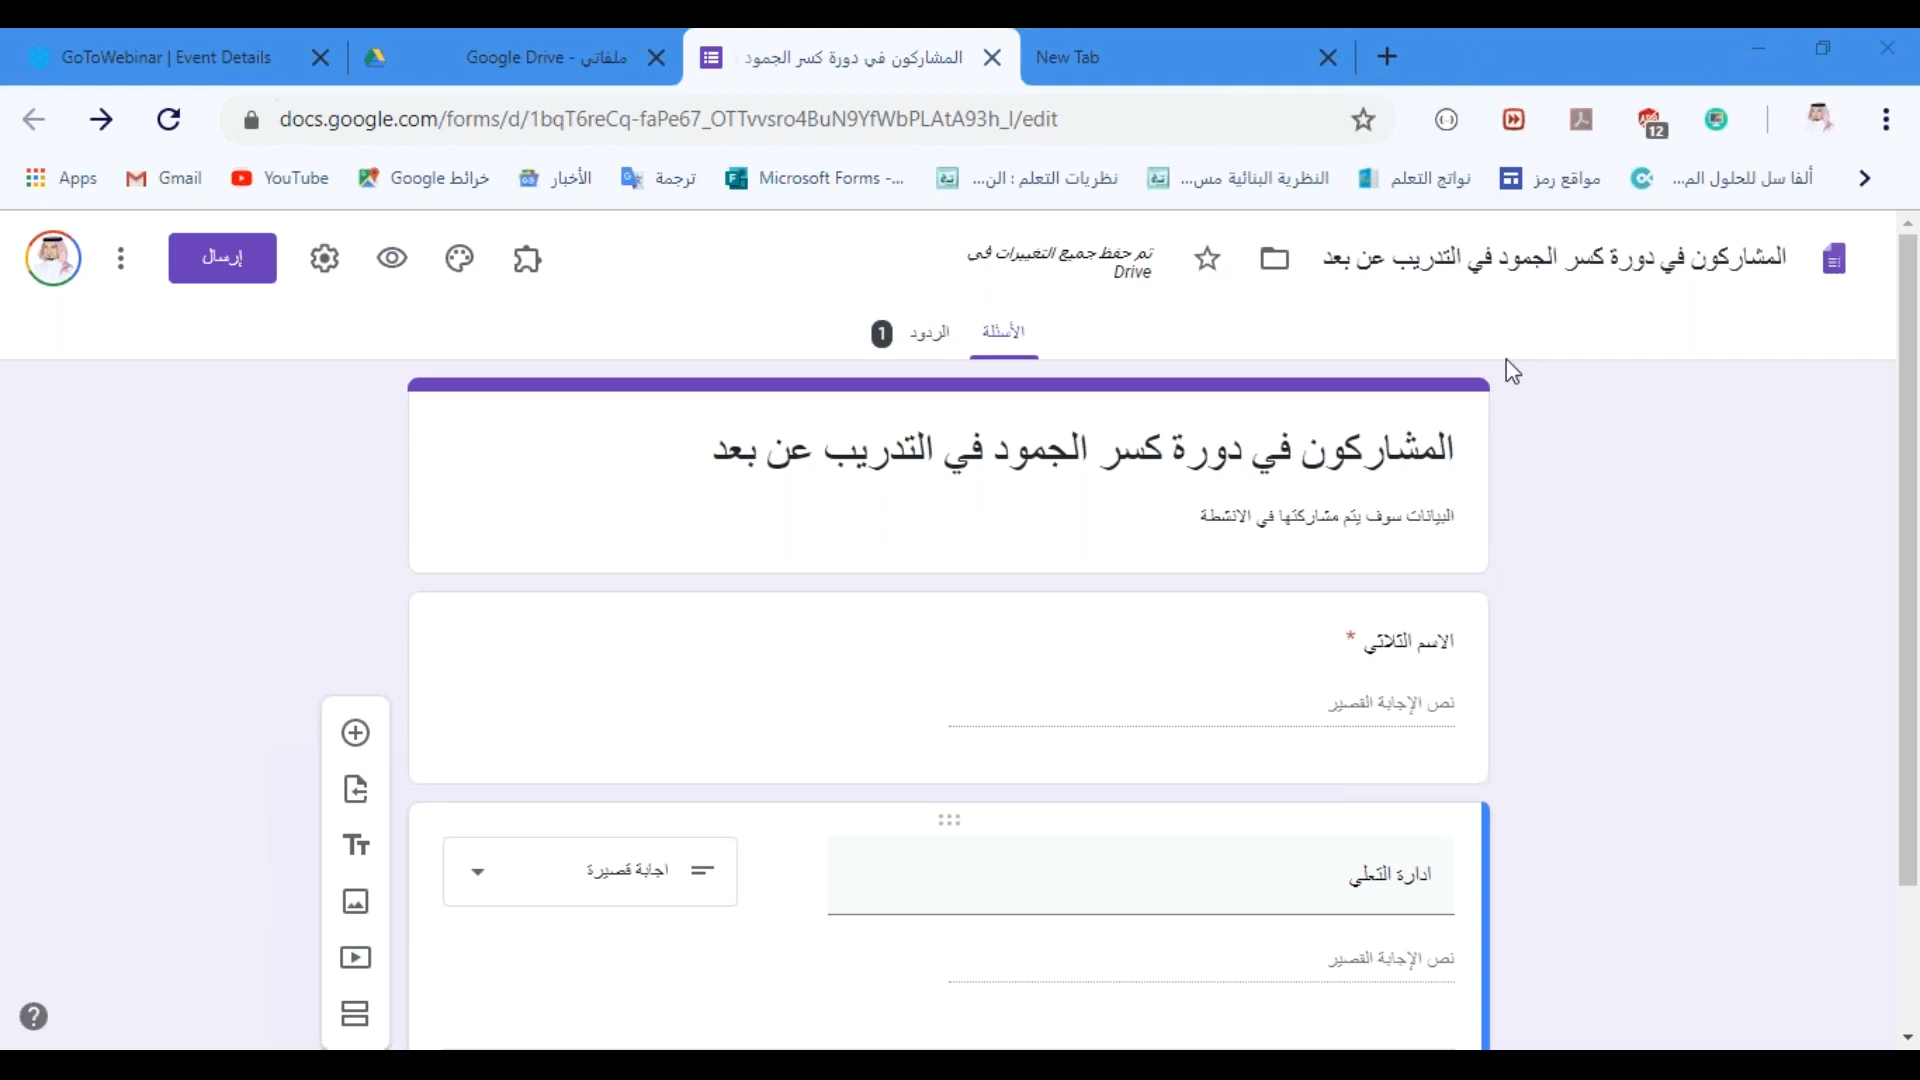 GoToWebinar | Event Details
ملفاتي - Google Drive
المشاركون في دورة كسر الجمود
New Tab
docs.google.com/forms/d/1bqT6reCq-faPe67_OTTvvsro4BuN9YfWbPLAtA93h_I/edit
12
Apps
Gmail
YouTube
خرائط Google
الأخبار
ترجمة
Microsoft Forms -...
نظريات التعلم : الن...
النظرية البنائية مس...
نواتج التعلم
مواقع رمز
ألفا سل للحلول الم...
المشاركون في دورة كسر الجمود في التدريب عن بعد
تم حفظ جميع التغييرات في
Drive
إرسال
الأسئلة
الردود 1
المشاركون في دورة كسر الجمود في التدريب عن بعد
البيانات سوف يتم مشاركتها في الانشطة
الاسم الثلاثي *
نص الإجابة القصير
ادارة التعلي
اجابة قصيرة
نص الإجابة القصير